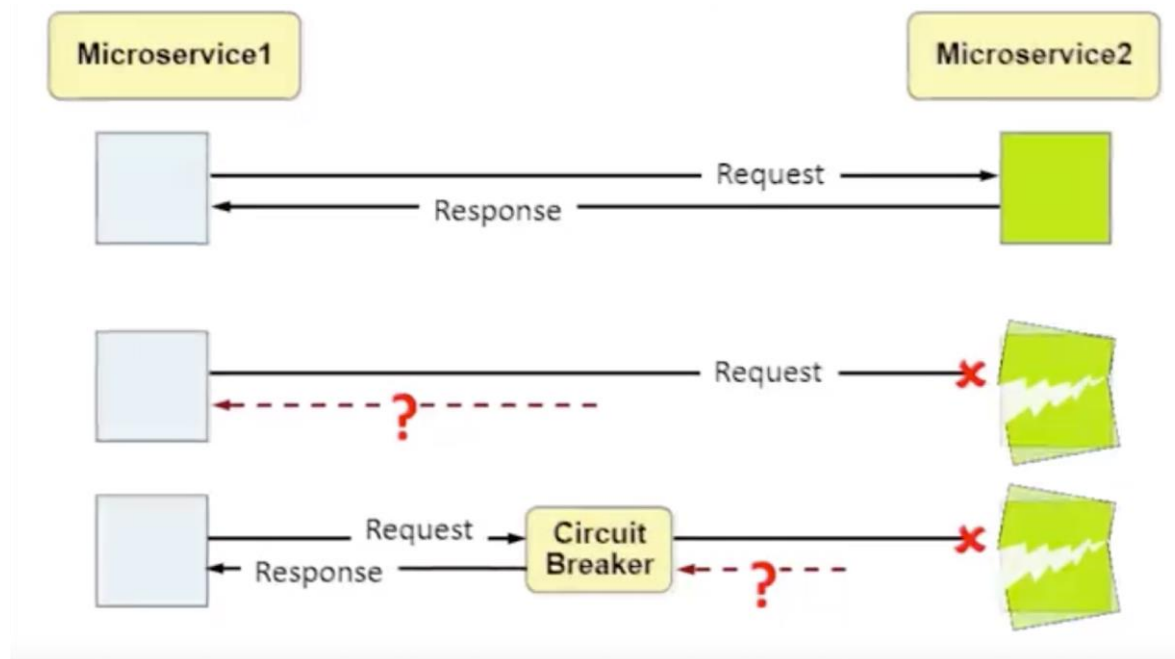 Microservice1
Microservice2
Request
Response
Request
?
Request
Circuit
Breaker
Response
?